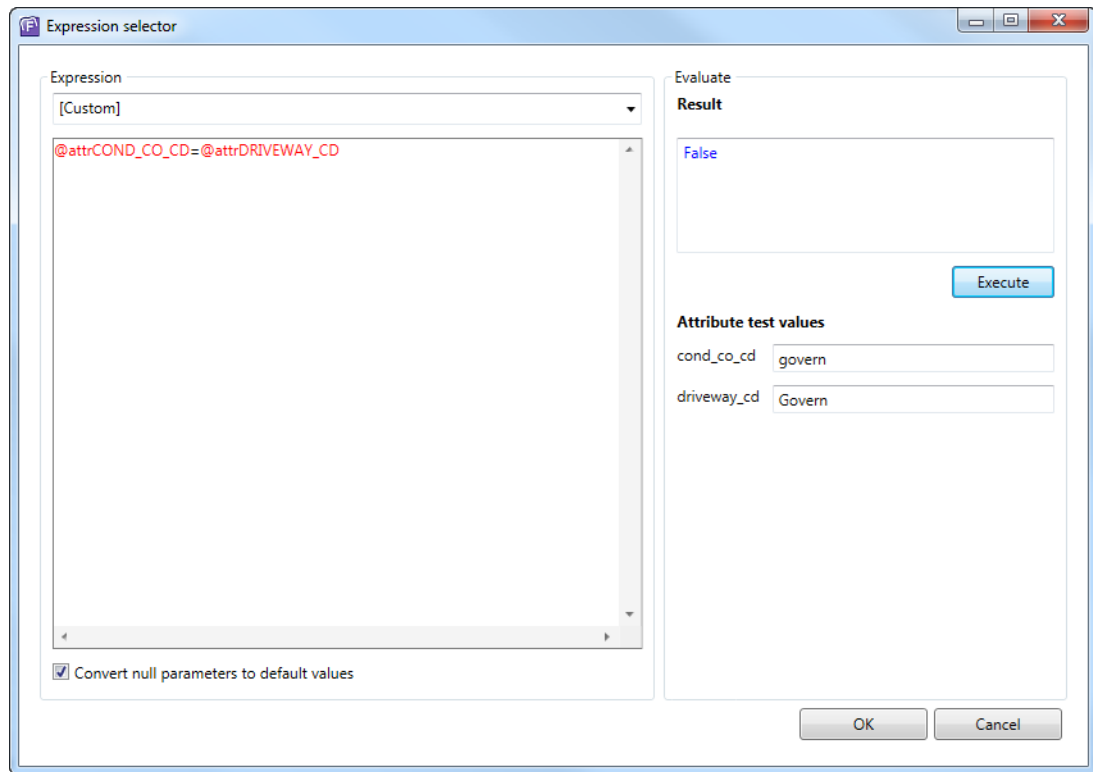 Expression selector
Expression
[Custom]
@attrCOND_CO_CD=@attrDRIVEWAY_CD
Convert null parameters to default values
Evaluate
Result
False
Execute
Attribute test values
cond_co_cd govern
driveway_cd Govern
OK Cancel